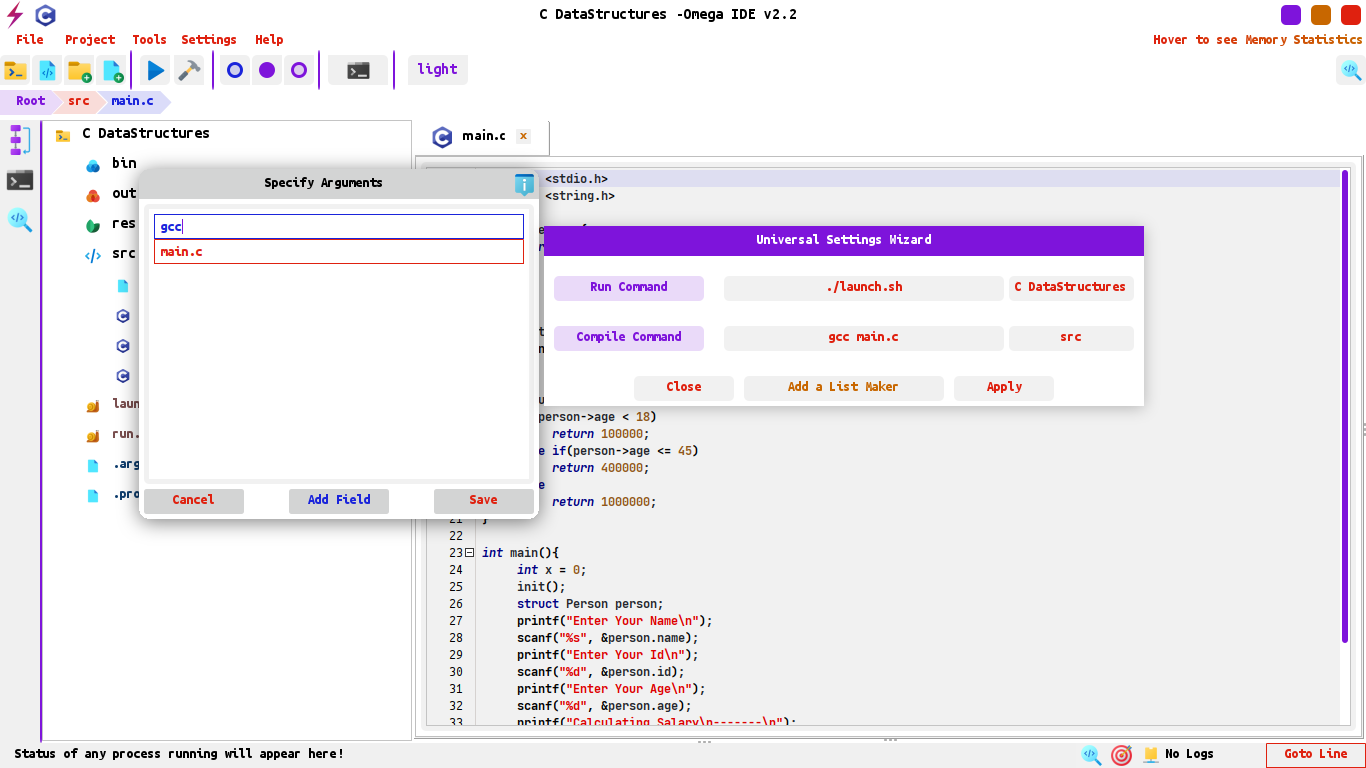 C DataStructures -Omega IDE v2.2
File Project Tools Settings Help
Hover to see Memory Statistics
light
Root src main.c
C DataStructures
bin
out
res
src
laun
run.
.arg
.pro
main.c x
Specify Arguments
gcc
main.c
Cancel Add Field Save
Universal Settings Wizard
Run Command ./launch.sh C DataStructures
Compile Command gcc main.c src
Close Add a List Maker Apply
<stdio.h>
<string.h>
person->age < 18)
return 100000;
e if(person->age <= 45)
return 400000;
e
return 1000000;
21 }
22
23 int main(){
24 int x = 0;
25 init();
26 struct Person person;
27 printf("Enter Your Name\n");
28 scanf("%s", &person.name);
29 printf("Enter Your Id\n");
30 scanf("%d", &person.id);
31 printf("Enter Your Age\n");
32 scanf("%d", &person.age);
33 printf("Calculating Salary\n-------\n");
Status of any process running will appear here!
No Logs
Goto Line